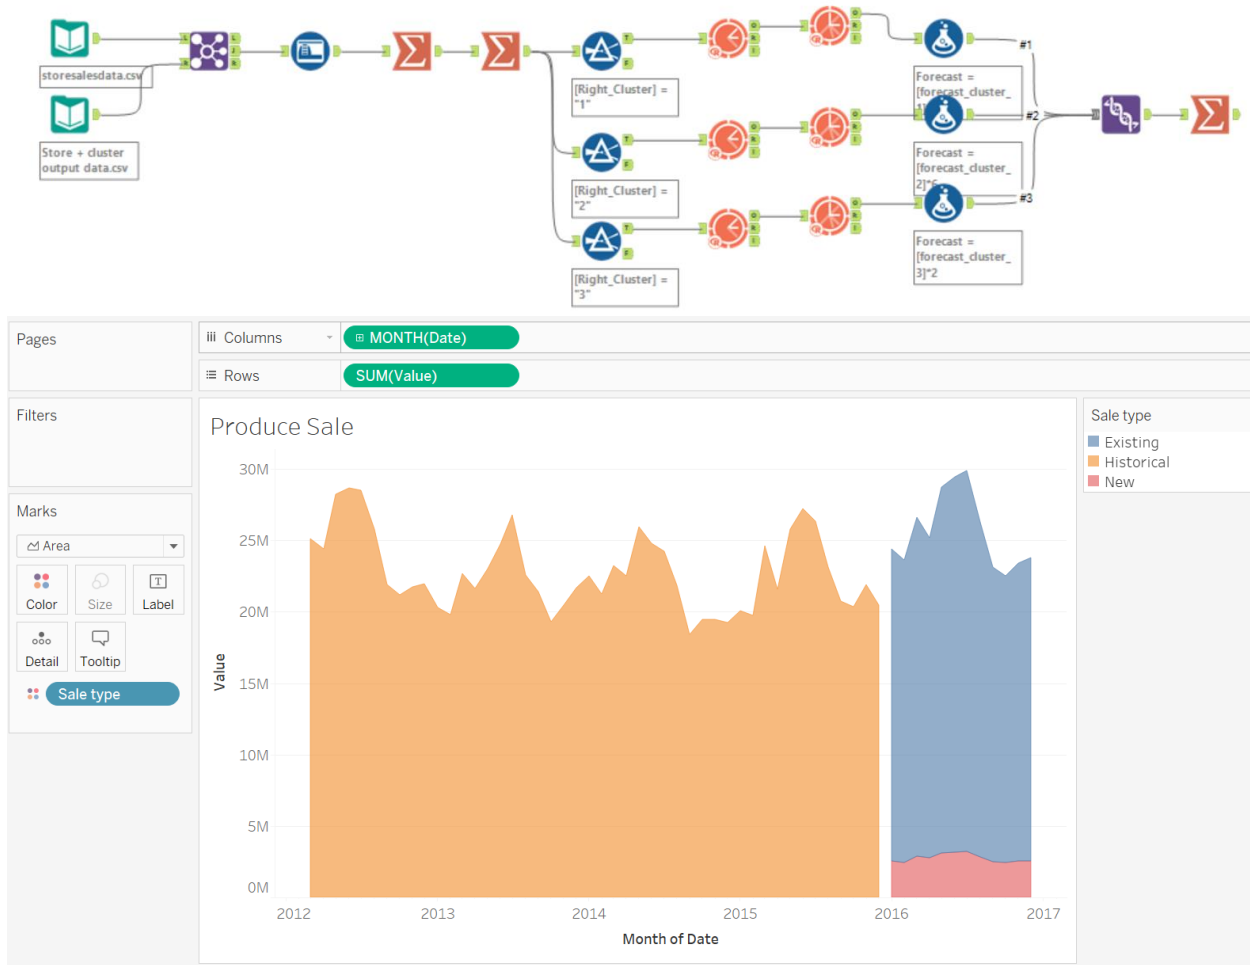 L
J
R
L
J
R
storesalesdata.csv
Store + cluster
output data.csv
T
F
[Right_Cluster] =
"1"
T
F
[Right_Cluster] =
"2"
T
F
[Right_Cluster] =
"3"
O
R
I
O
R
I
O
R
I
O
R
I
O
R
I
O
R
I
Forecast =
[forecast_cluster_
Forecast =
[forecast_cluster_
2]*6
Forecast =
[forecast_cluster_
3]*2
#1
#2
#3
Pages
iii Columns
MONTH(Date)
Rows
SUM(Value)
Filters
Marks
Area
Color
Size
T
Label
Detail
Tooltip
Sale type
Produce Sale
30M
25M
20M
15M
10M
5M
0M
Value
2012
2013
2014
2015
2016
2017
Month of Date
Sale type
Existing
Historical
New